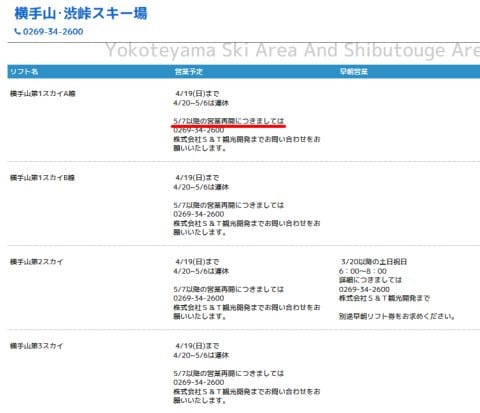 横手山・渋峠スキー場
0269-34-2600
Yokoteyama Ski Area And Shibutouge Are
リフト名 営業予定 早朝営業
横手山第1スカイA線
4/19(日)まで
4/20~5/6は運休
5/7以降の営業再開につきましては
0269-34-2600
株式会社S&T観光開発までお問い合わせをお
願いいたします。
横手山第1スカイB線
4/19(日)まで
4/20~5/6は運休
5/7以降の営業再開につきましては
0269-34-2600
株式会社S&T観光開発までお問い合わせをお
願いいたします。
横手山第2スカイ
4/19(日)まで
4/20~5/6は運休
5/7以降の営業再開につきましては
0269-34-2600
株式会社S&T観光開発までお問い合わせをお
願いいたします。
3/20以降の土日祝日
6:00~8:00
詳細につきましては
0269-34-2600
株式会社S&T観光開発まで
別途早朝リフト券をお求めください。
横手山第3スカイ
4/19(日)まで
4/20~5/6は運休
5/7以降の営業再開につきましては
0269-34-2600
株式会社S&T観光開発までお問い合わせをお
願いいたします。